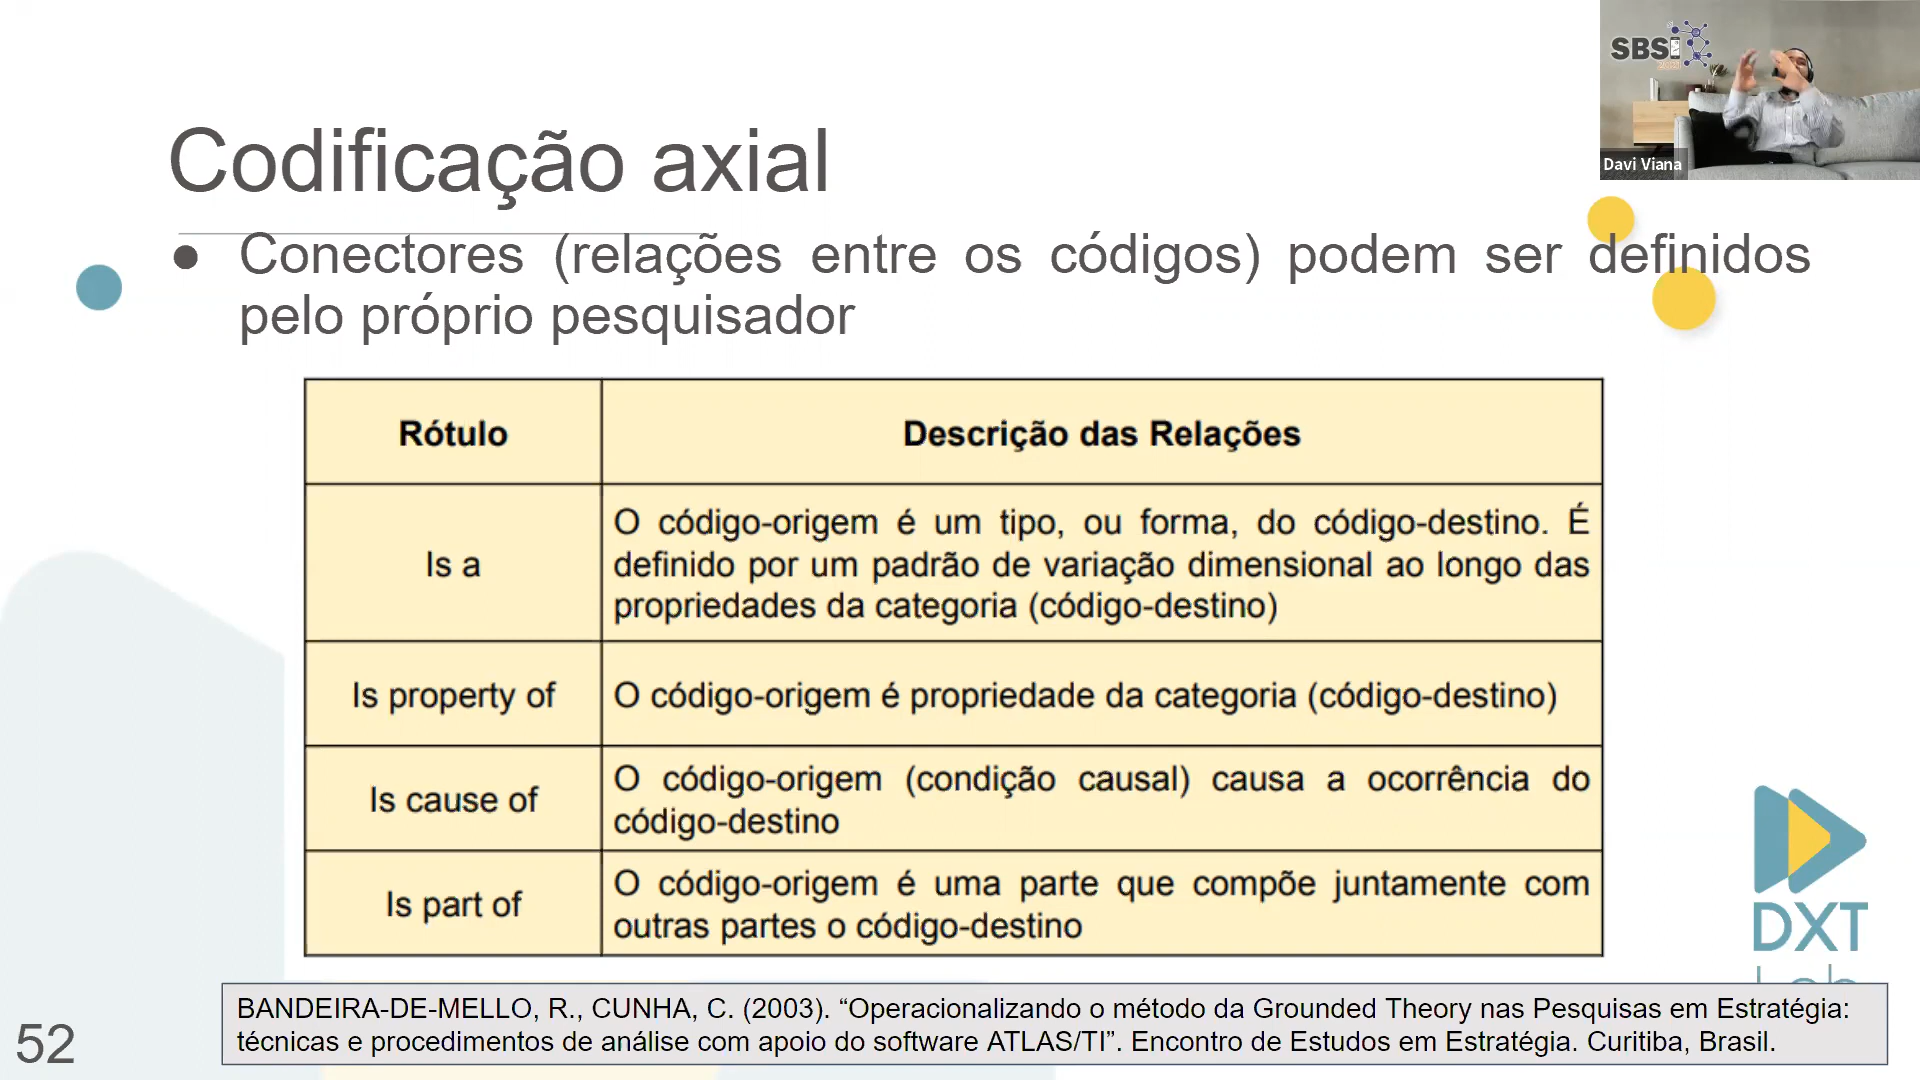 SBSI
Davi Viana
Codificação axial
● Conectores (relações entre os códigos) podem ser definidos
pelo próprio pesquisador
Rótulo
Descrição das Relações
Is a
O código-origem é um tipo, ou forma, do código-destino. É
definido por um padrão de variação dimensional ao longo das
propriedades da categoria (código-destino)
Is property of
O código-origem é propriedade da categoria (código-destino)
Is cause of
O código-origem (condição causal) causa a ocorrência do
código-destino
Is part of
O código-origem é uma parte que compõe juntamente com
outras partes o código-destino
DXT
Lab
BANDEIRA-DE-MELLO, R., CUNHA, C. (2003). “Operacionalizando o método da Grounded Theory nas Pesquisas em Estratégia:
técnicas e procedimentos de análise com apoio do software ATLAS/TI”. Encontro de Estudos em Estratégia. Curitiba, Brasil.
52